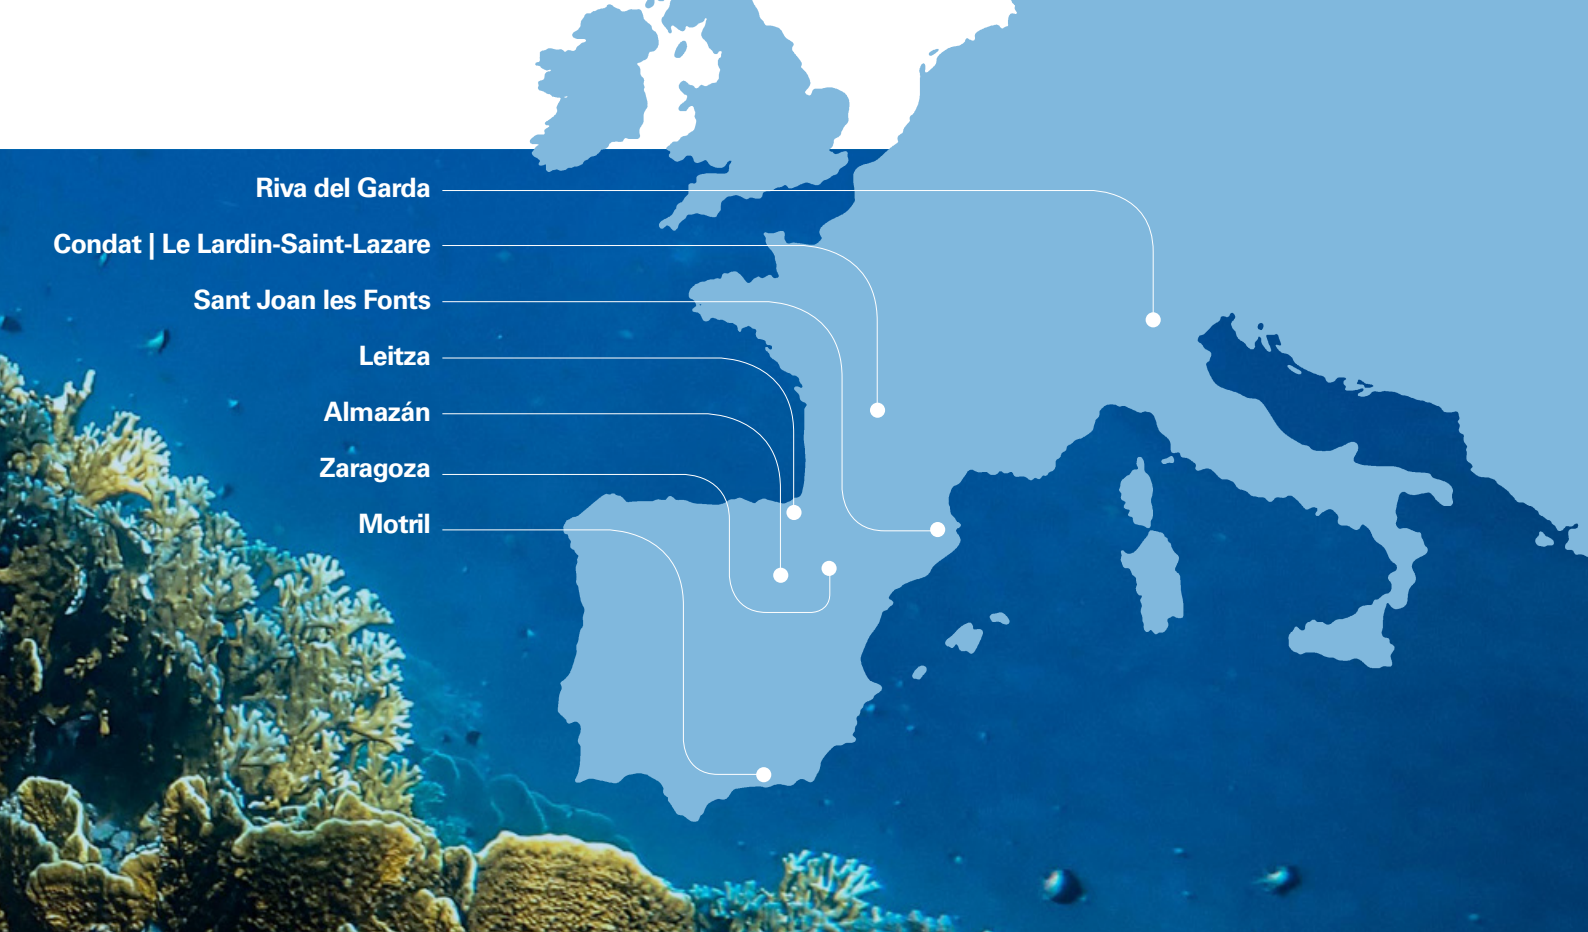 Riva del Garda
Condat | Le Lardin-Saint-Lazare
Sant Joan les Fonts
Leitza
Almazán
Zaragoza
Motril